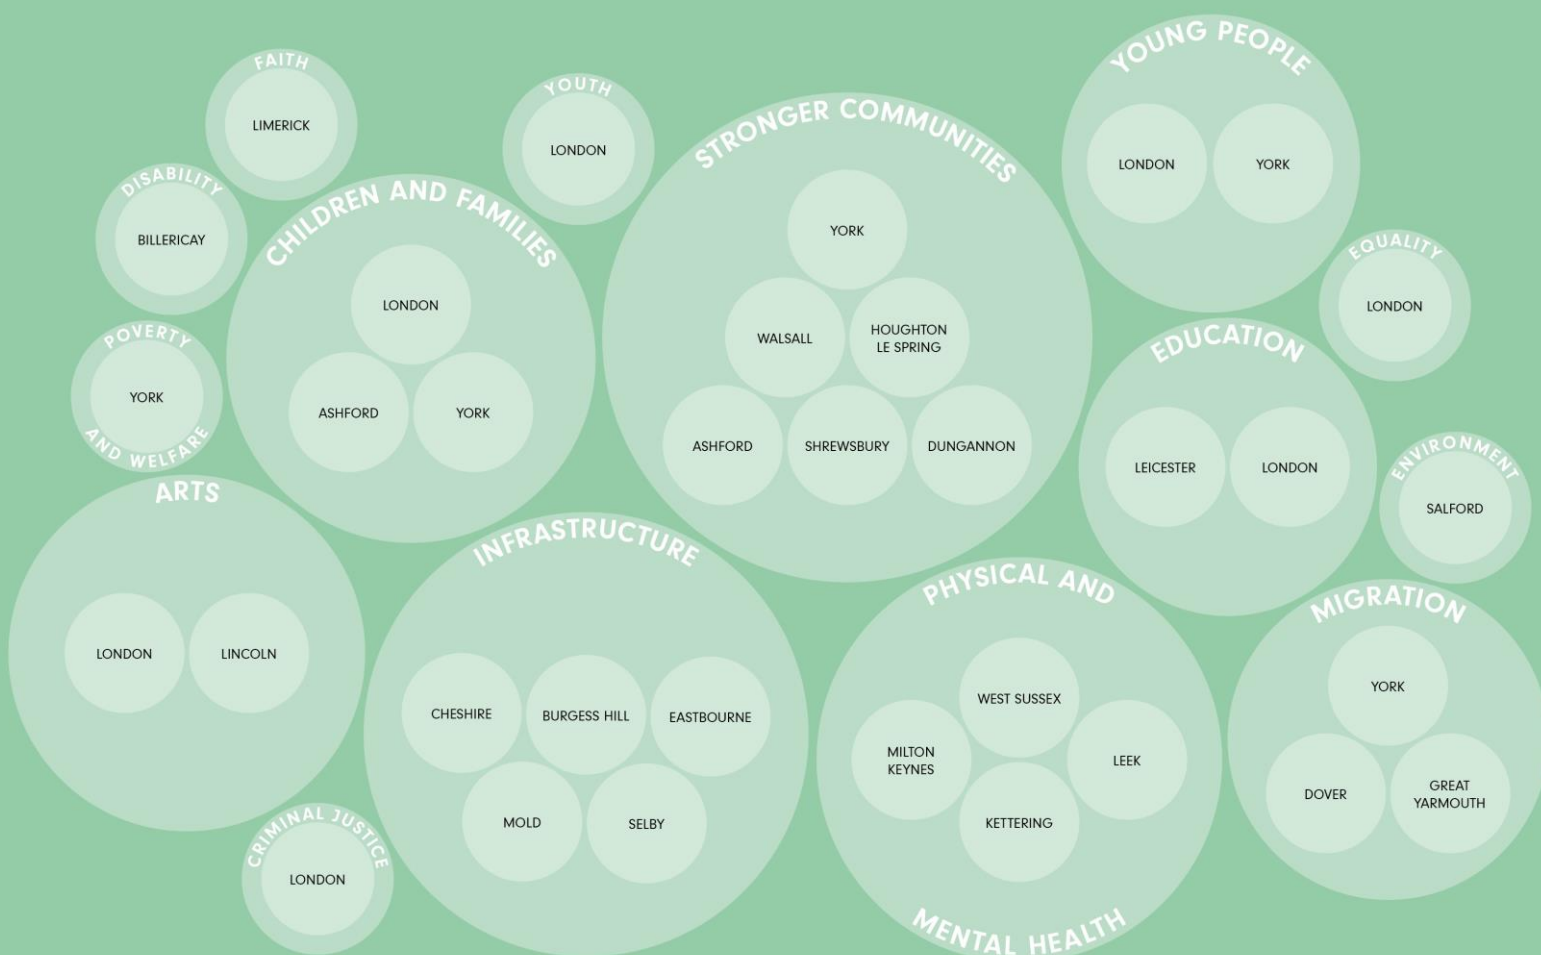 FAITH
LIMERICK
DISABILITY
BILLERICAY
POVERTY
YORK
AND WELFARE
CHILDREN AND FAMILIES
LONDON
ASHFORD
YORK
YOUTH
LONDON
STRONGER COMMUNITIES
YORK
WALSALL
HOUGHTON
LE SPRING
ASHFORD
SHREWSBURY
DUNGANNON
YOUNG PEOPLE
LONDON
YORK
EQUALITY
LONDON
EDUCATION
LEICESTER
LONDON
ENVIRONMENT
SALFORD
ARTS
LONDON
LINCOLN
CRIMINAL JUSTICE
LONDON
INFRASTRUCTURE
CHESHIRE
BURGESS HILL
EASTBOURNE
MOLD
SELBY
PHYSICAL AND
WEST SUSSEX
MILTON
KEYNES
LEEK
KETTERING
MENTAL HEALTH
MIGRATION
YORK
DOVER
GREAT
YARMOUTH